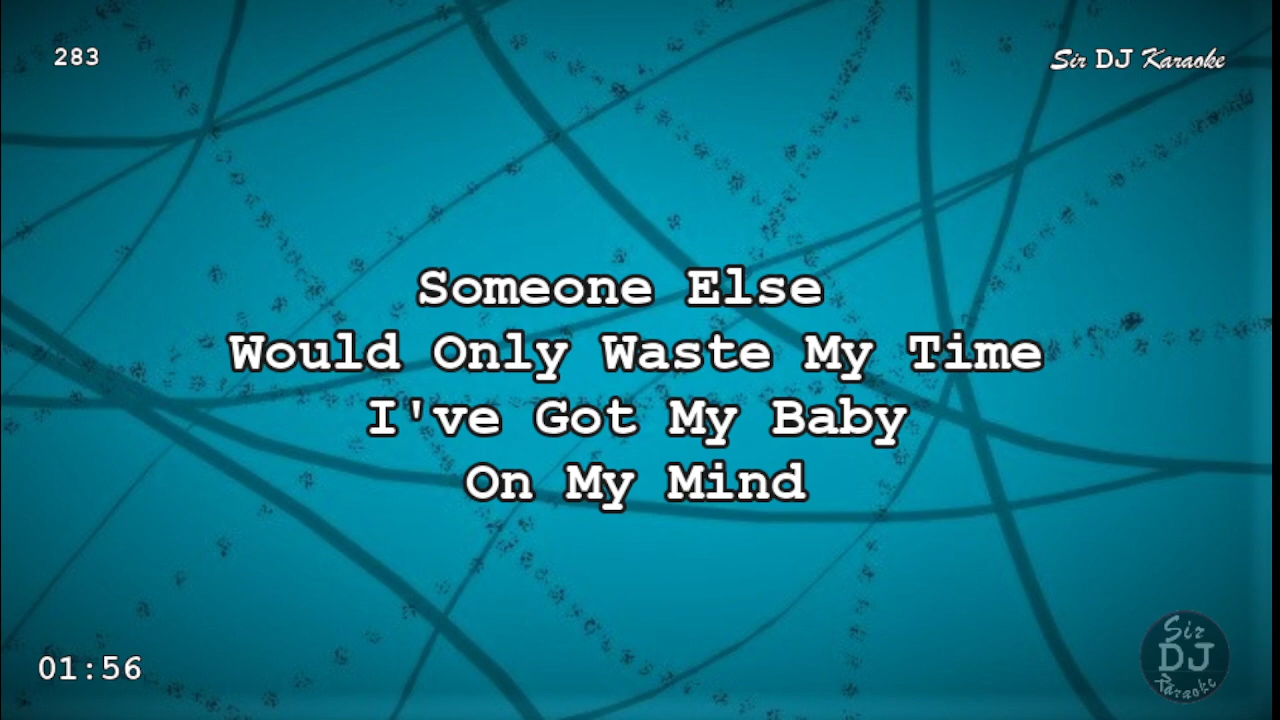 283
Sir DJ Karaoke
Someone Else
Would Only Waste My Time
I've Got My Baby
On My Mind
01:56
Sir
DJ
Karaoke